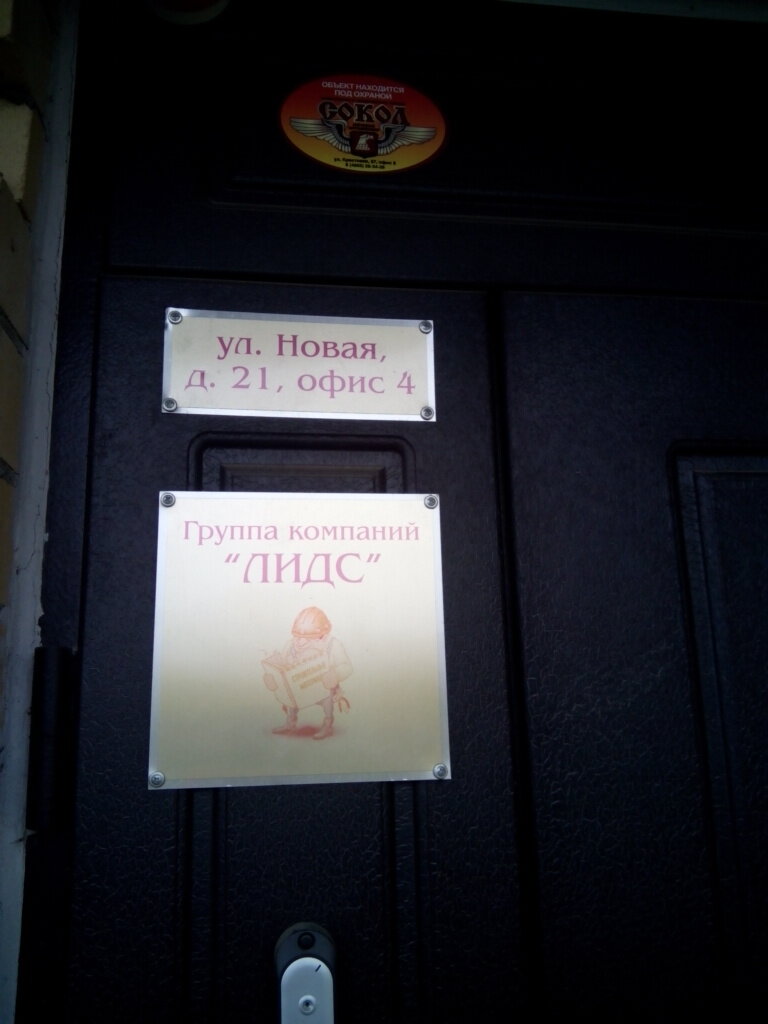 ОБЪЕКТ НАХОДИТСЯ
ПОД ОХРАНОЙ
СОКОЛ
ул. Новая,
д. 21, офис 4
Группа компаний
"ЛИДС"